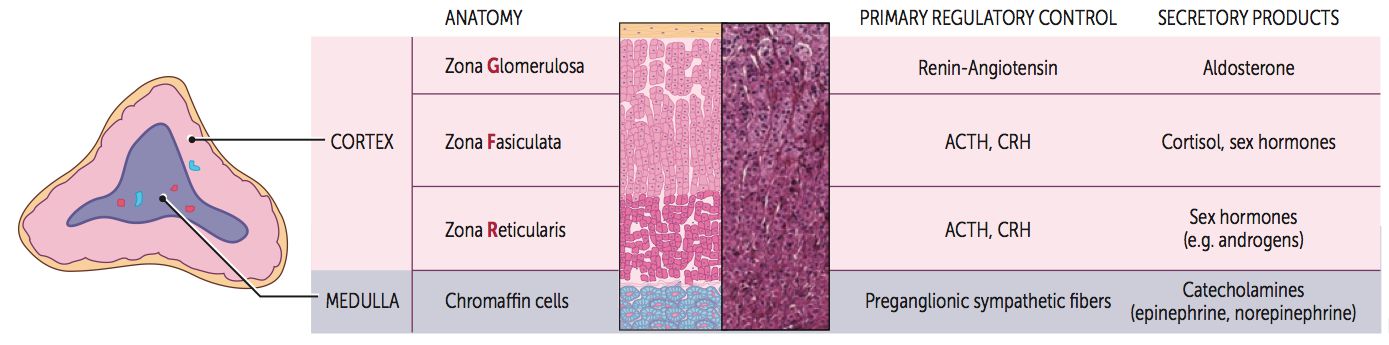 ANATOMY PRIMARY REGULATORY CONTROL SECRETORY PRODUCTS
Zona Glomerulosa Renin-Angiotensin Aldosterone
CORTEX Zona Fasiculata ACTH, CRH Cortisol, sex hormones
Zona Reticularis ACTH, CRH Sex hormones
(e.g. androgens)
MEDULLA Chromaffin cells Preganglionic sympathetic fibers Catecholamines
(epinephrine, norepinephrine)